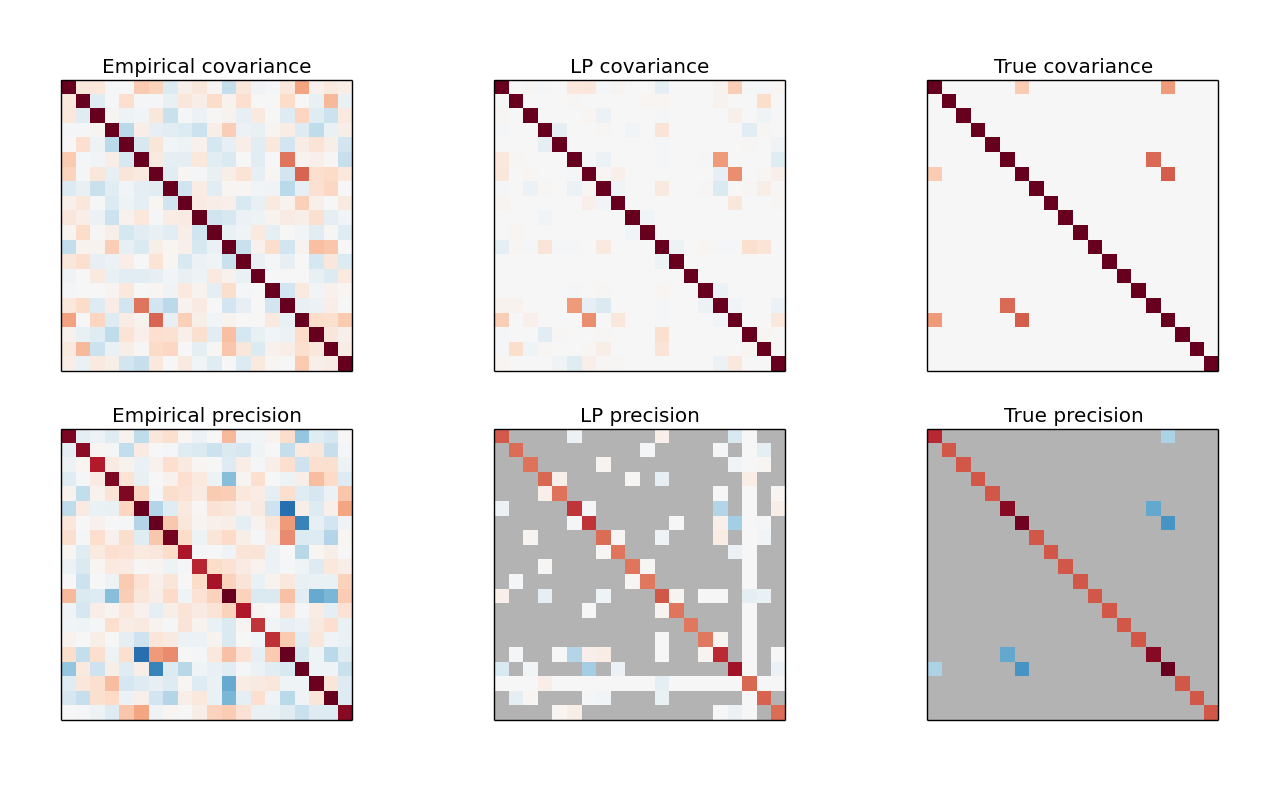 Empirical covariance
LP covariance
True covariance
Empirical precision
LP precision
True precision